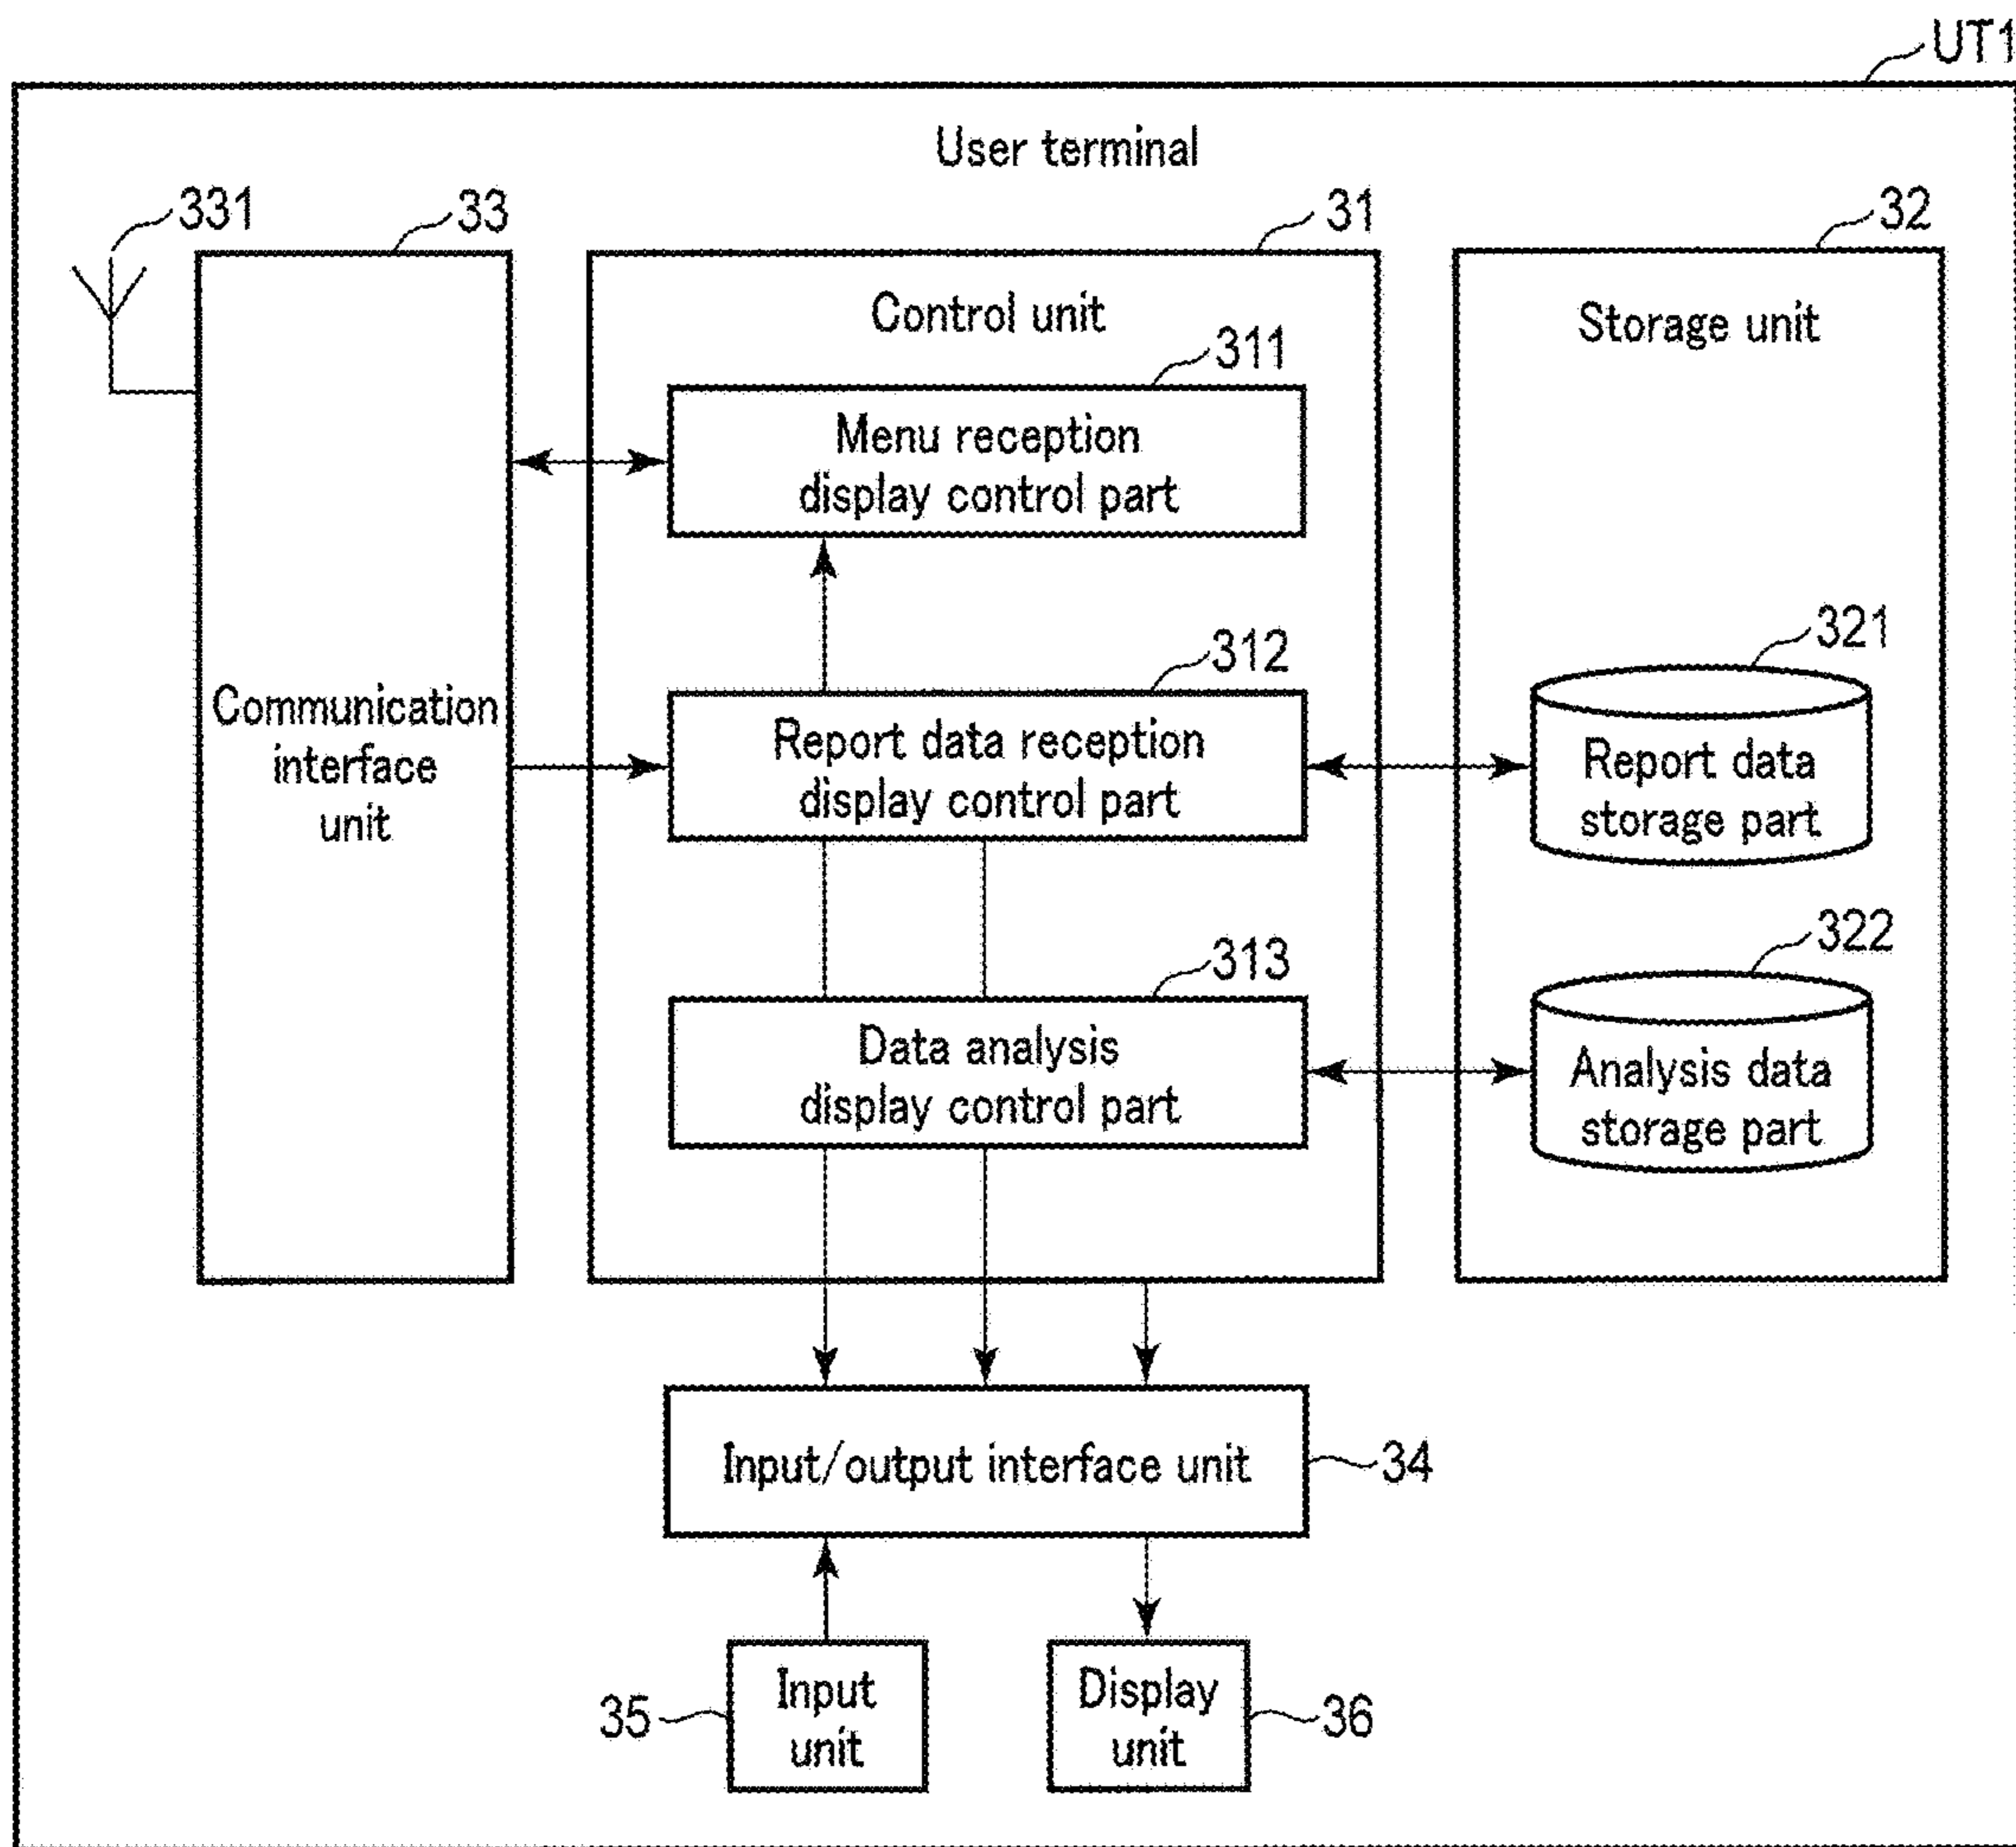 UT1
User terminal
331
33
31
32
Control unit
Storage unit
311
Menu reception
display control part
312
321
Communication
interface
unit
Report data reception
display control part
Report data
storage part
313
322
Data analysis
display control part
Analysis data
storage part
Input/output interface unit
34
35
Input
unit
Display
unit
36